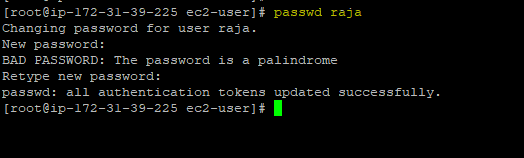 [root@ip-172-31-39-225 ec2-user]# passwd raja
Changing password for user raja.
New password:
BAD PASSWORD: The password is a palindrome
Retype new password:
passwd: all authentication tokens updated successfully.
[root@ip-172-31-39-225 ec2-user]#